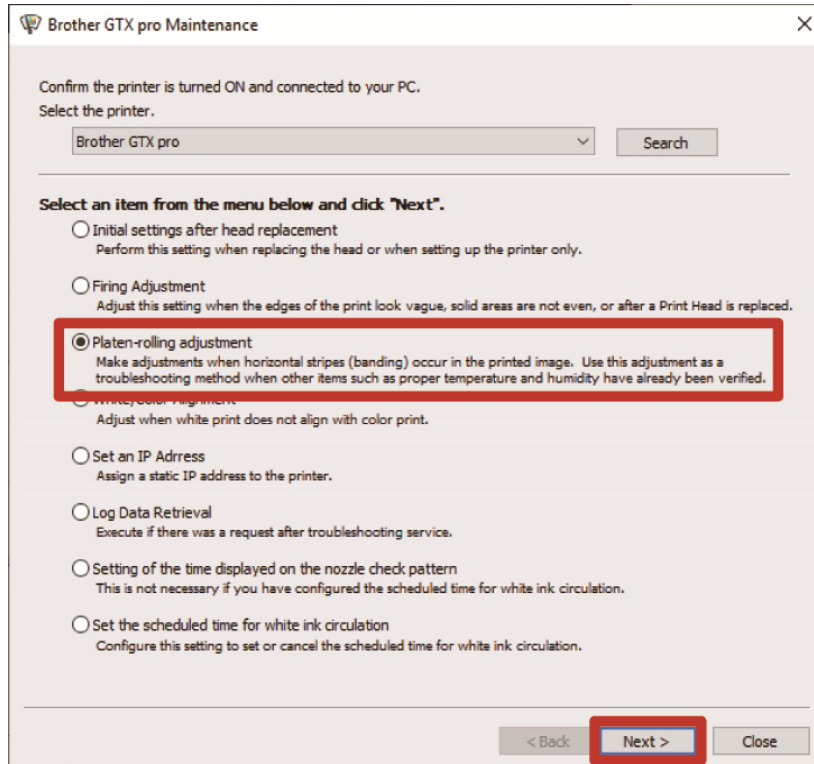 Brother GTX pro Maintenance
Confirm the printer is turned ON and connected to your PC.
Select the printer.
Brother GTX pro
Search
Select an item from the menu below and click "Next".
Initial settings after head replacement
Perform this setting when replacing the head or when setting up the printer only.
Firing Adjustment
Adjust this setting when the edges of the print look vague, solid areas are not even, or after a Print Head is replaced.
Platen-rolling adjustment
Make adjustments when horizontal stripes (banding) occur in the printed image. Use this adjustment as a
troubleshooting method when other items such as proper temperature and humidity have already been verified.
White/Color Alignment
Adjust when white print does not align with color print.
Set an IP Adrress
Assign a static IP address to the printer.
Log Data Retrieval
Execute if there was a request after troubleshooting service.
Setting of the time displayed on the nozzle check pattern
This is not necessary if you have configured the scheduled time for white ink circulation.
Set the scheduled time for white ink circulation
Configure this setting to set or cancel the scheduled time for white ink circulation.
< Back
Next >
Close